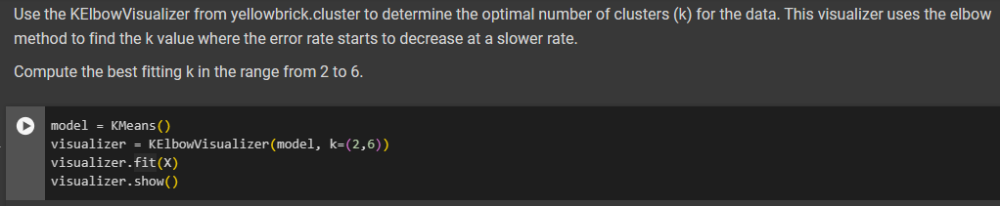 Use the KElbowVisualizer from yellowbrick.cluster to determine the optimal number of clusters (k) for the data. This visualizer uses the elbow
method to find the k value where the error rate starts to decrease at a slower rate.
Compute the best fitting k in the range from 2 to 6.
model = KMeans()
visualizer = KElbowVisualizer(model, k=(2,6))
visualizer.fit(X)
visualizer.show()